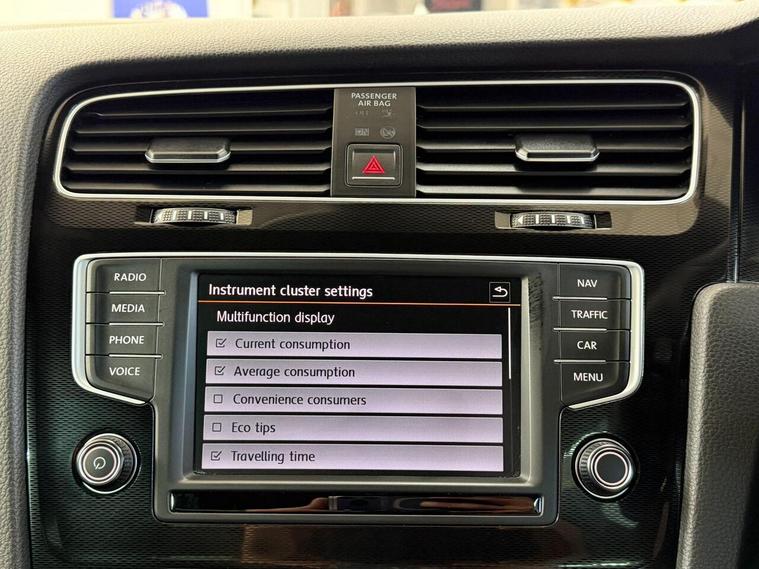 PASSENGER
AIR BAG
RADIO
MEDIA
PHONE
VOICE
Instrument cluster settings
Multifunction display
Current consumption
Average consumption
Convenience consumers
Eco tips
Travelling time
NAV
TRAFFIC
CAR
MENU